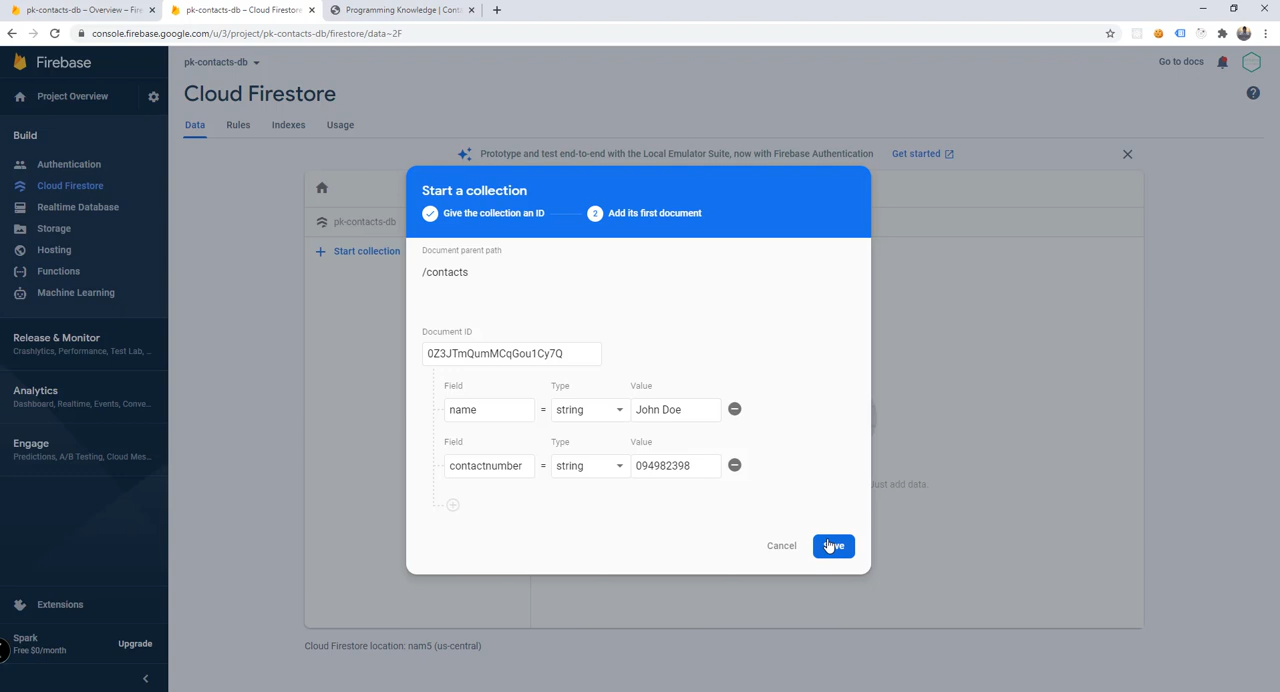 pk-contacts-db – Overview – Fire
pk-contacts-db – Cloud Firestore
Programming Knowledge | Conta
console.firebase.google.com/u/3/project/pk-contacts-db/firestore/data~2F
Firebase
pk-contacts-db
Go to docs
Project Overview
Cloud Firestore
Data
Rules
Indexes
Usage
Build
Authentication
Cloud Firestore
Realtime Database
Storage
Hosting
Functions
Machine Learning
Release & Monitor
Crashlytics, Performance, Test Lab, ...
Analytics
Dashboard, Realtime, Events, Conve...
Engage
Predictions, A/B Testing, Cloud Mes...
Extensions
Spark
Free $0/month
Upgrade
Prototype and test end-to-end with the Local Emulator Suite, now with Firebase Authentication
Get started
pk-contacts-db
Start collection
Start a collection
Give the collection an ID
2
Add its first document
Document parent path
/contacts
Document ID
0Z3JTmQumMCqGou1Cy7Q
Field
Type
Value
name
=
string
John Doe
Field
Type
Value
contactnumber
=
string
094982398
Cancel
Just add data.
Cloud Firestore location: nam5 (us-central)